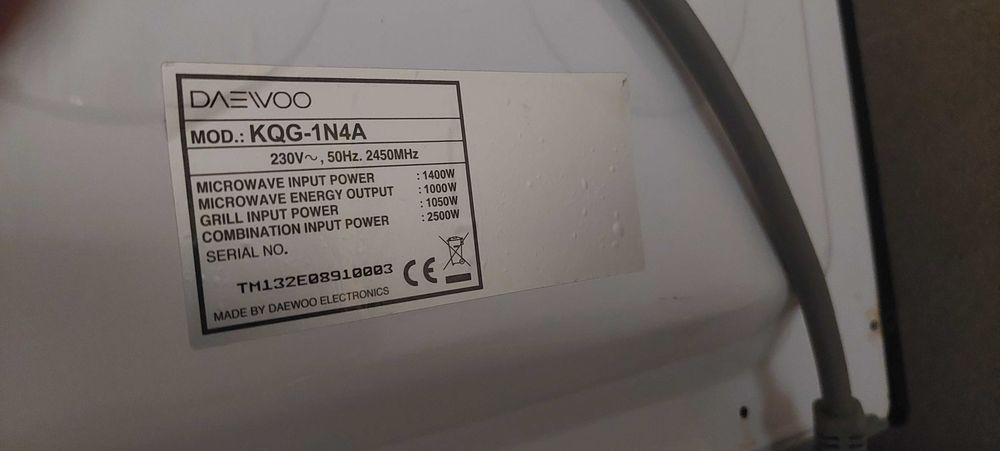 DAEWOO
MOD.: KQG-1N4A
230V~, 50Hz. 2450MHz
MICROWAVE INPUT POWER : 1400W
MICROWAVE ENERGY OUTPUT : 1000W
GRILL INPUT POWER : 1050W
COMBINATION INPUT POWER : 2500W
SERIAL NO.
TM132E08910003 CE
MADE BY DAEWOO ELECTRONICS